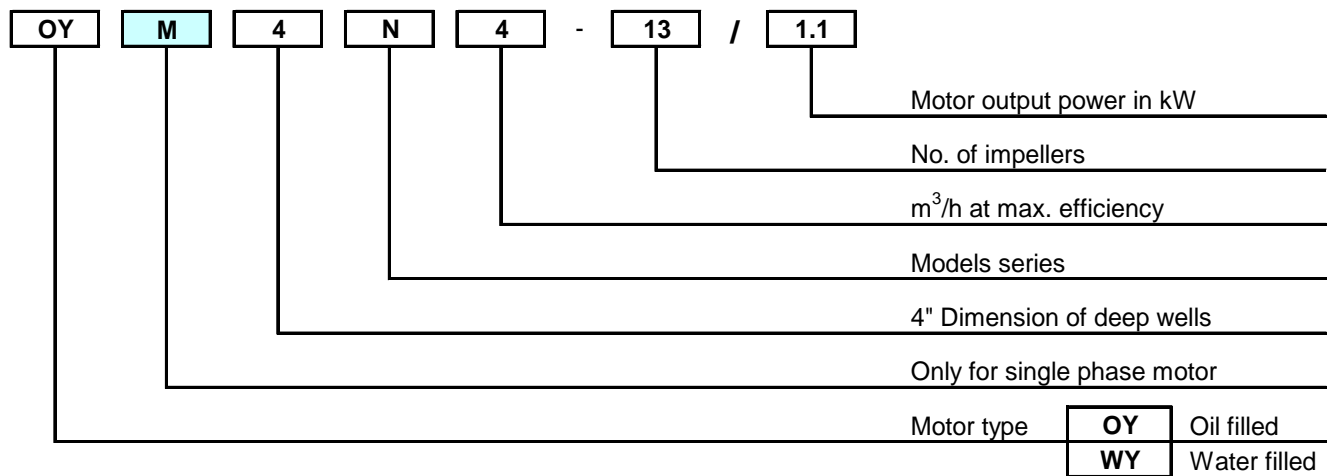 OY M 4 N 4 - 13 / 1.1
Motor output power in kW
No. of impellers
m³/h at max. efficiency
Models series
4" Dimension of deep wells
Only for single phase motor
Motor type OY Oil filled
WY Water filled